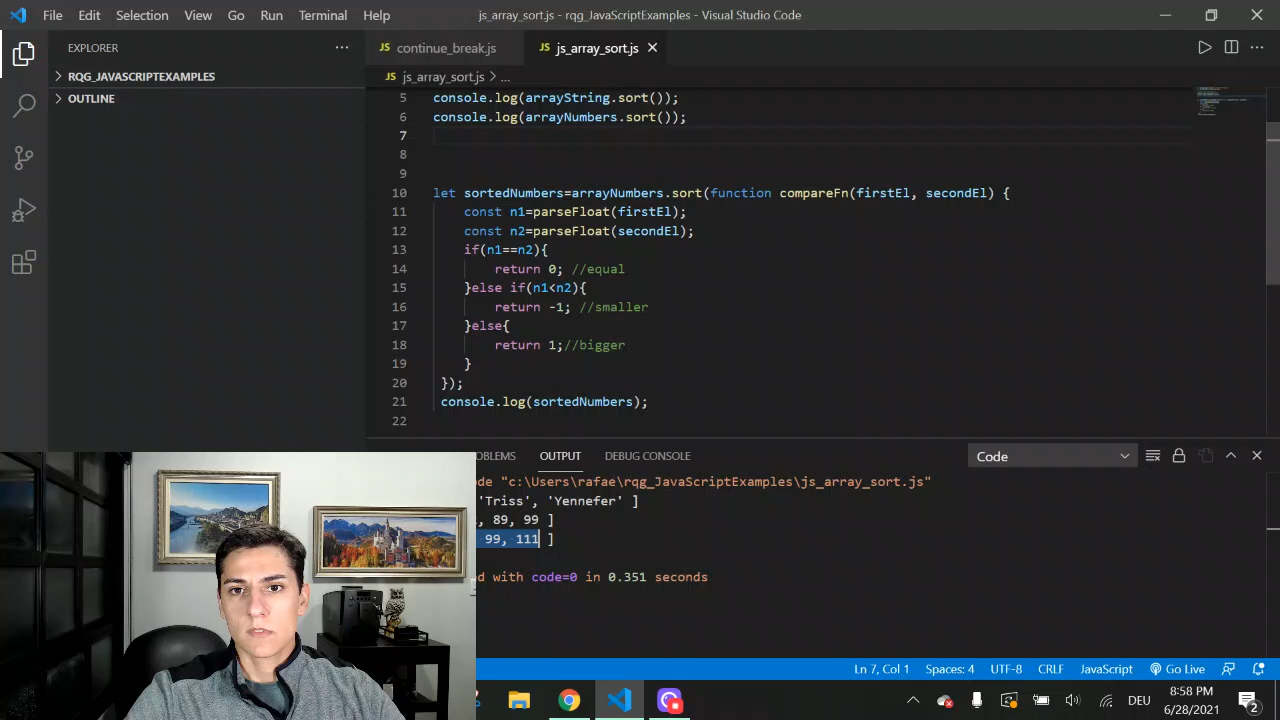 File Edit Selection View Go Run Terminal Help js_array_sort.js - rqg_JavaScriptExamples - Visual Studio Code
EXPLORER
RQG_JAVASCRIPTEXAMPLES
OUTLINE
JS continue_break.js JS js_array_sort.js
JS js_array_sort.js > ...
5 console.log(arrayString.sort());
6 console.log(arrayNumbers.sort());
7
8
9
10 let sortedNumbers=arrayNumbers.sort(function compareFn(firstEl, secondEl) {
11 const n1=parseFloat(firstEl);
12 const n2=parseFloat(secondEl);
13 if(n1==n2){
14 return 0; //equal
15 }else if(n1<n2){
16 return -1; //smaller
17 }else{
18 return 1;//bigger
19 }
20 });
21 console.log(sortedNumbers);
22
OBLEMS OUTPUT DEBUG CONSOLE Code
de "c:\Users\rafae\rqg_JavaScriptExamples\js_array_sort.js"
'Triss', 'Yennefer' ]
, 89, 99 ]
99, 111 ]
ed with code=0 in 0.351 seconds
Ln 7, Col 1 Spaces: 4 UTF-8 CRLF JavaScript Go Live
DEU
8:58 PM
6/28/2021
2